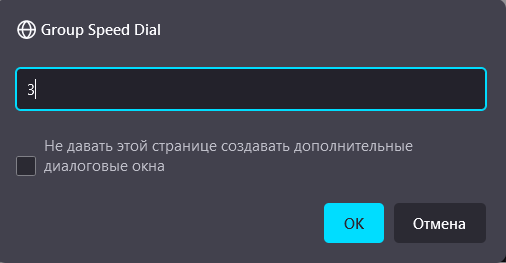 Group Speed Dial
3
Не давать этой странице создавать дополнительные
диалоговые окна
OK
Отмена